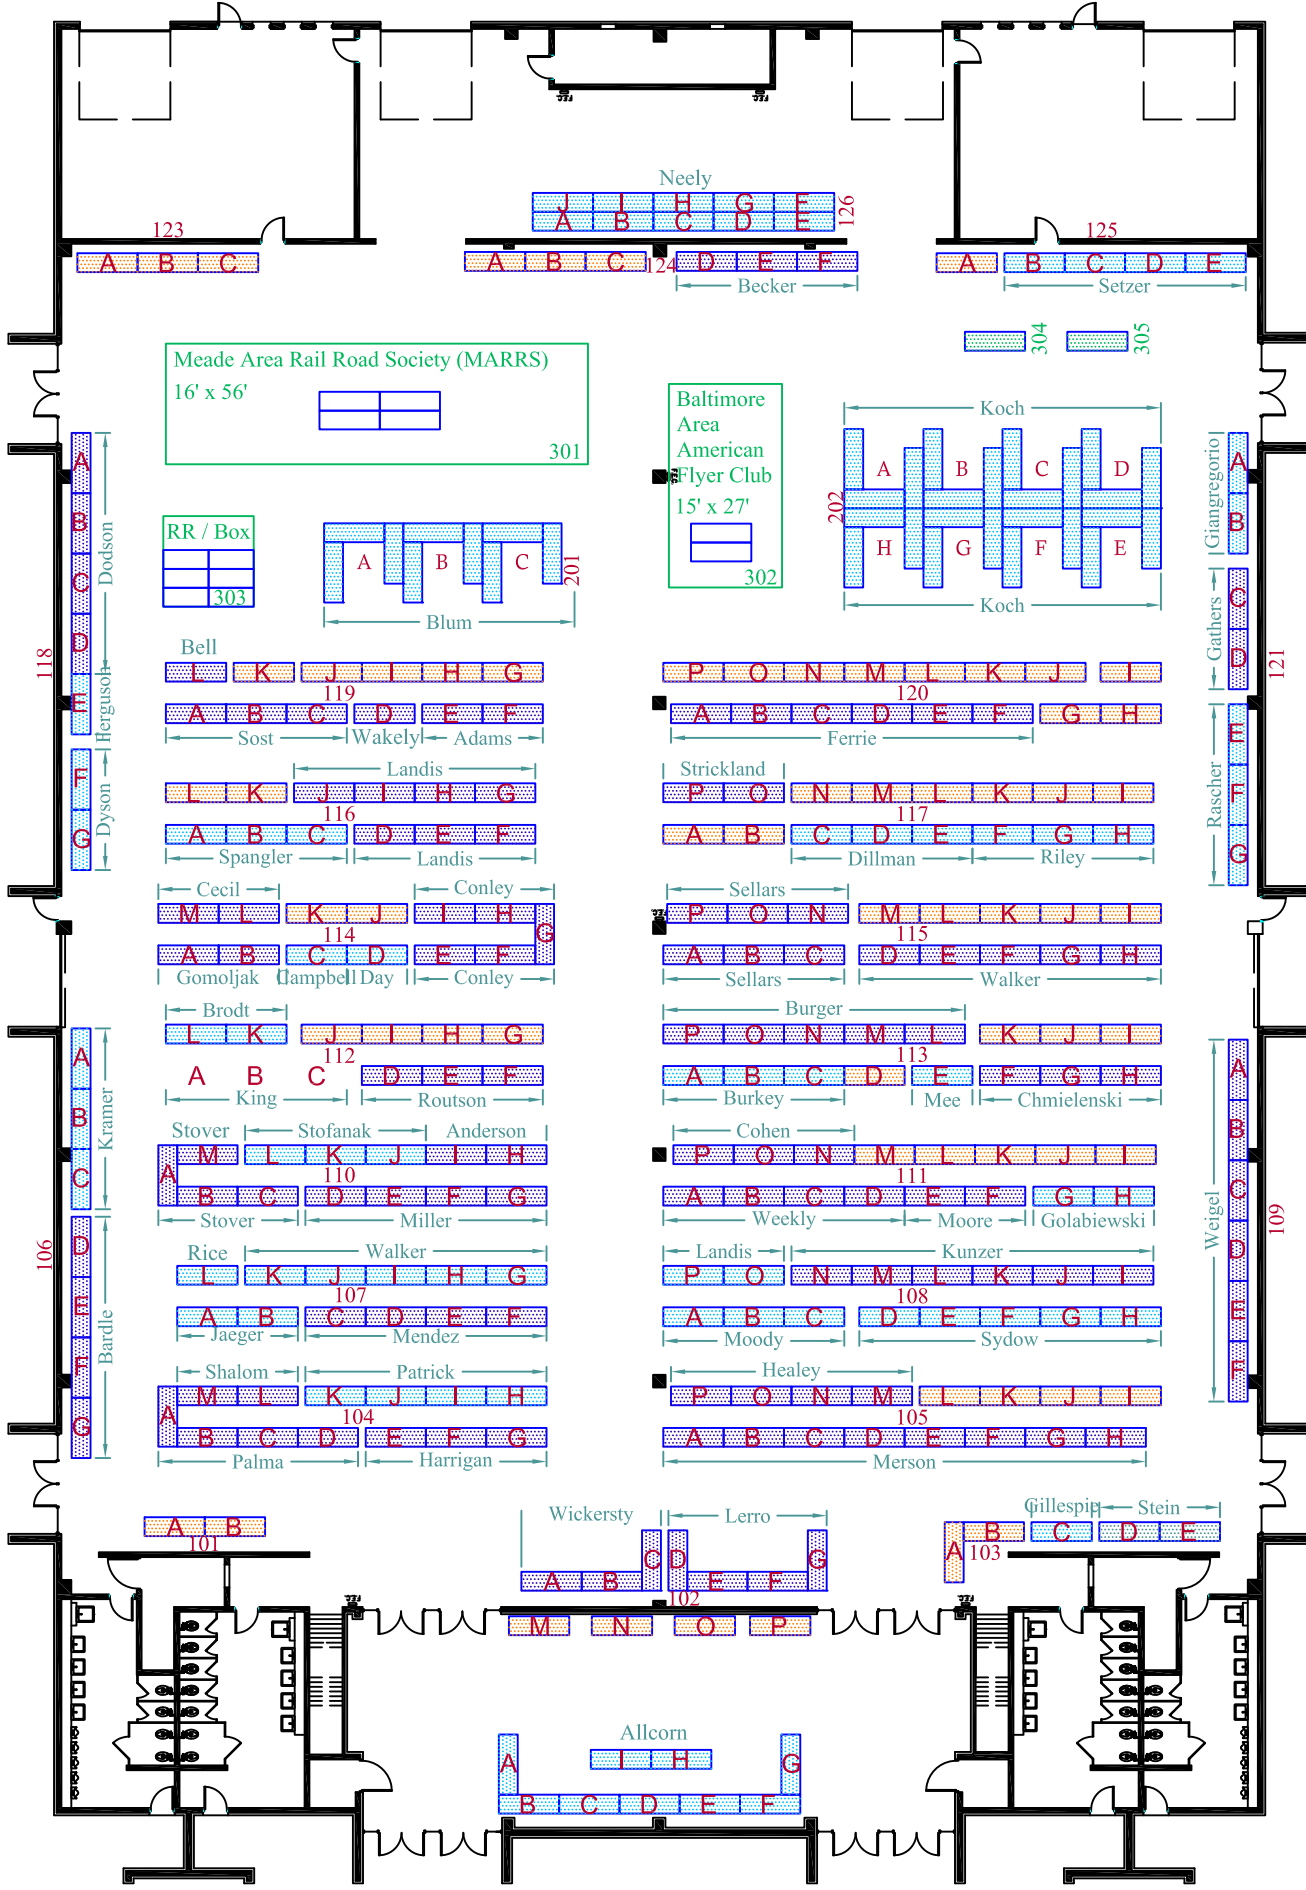 F.E.C. F.E.C.
Neely
J I H G F
A B C D E
126
123
125
A B C
A B C 124 D E F
A B C D E
Becker
Setzer
304
305
Meade Area Rail Road Society (MARRS)
16' x 56'
301
Baltimore
Area
American
Flyer Club
15' x 27'
302
F.E.C.
Koch
A B C D
202
H G F E
Koch
RR / Box
303
A B C
201
Blum
118
A B C D E F G
Dodson
Ferguson
Dyson
121
A B C D E F G
Giangregorio
Gathers
Rascher
Bell
L K J I H G
119
A B C D E F
Sost Wakely Adams
P O N M L K J I
120
A B C D E F G H
Ferrie
Landis
L K J I H G
116
A B C D E F
Spangler Landis
Strickland
P O N M L K J I
117
A B C D E F G H
Dillman Riley
Cecil Conley
M L K J I H G
114
A B C D E F
Gomoljak Campbell Day Conley
Sellars
F.E.C.
P O N M L K J I
115
A B C D E F G H
Sellars Walker
Brodt
L K J I H G
112
A B C D E F
King Routson
Burger
P O N M L K J I
113
A B C D E F G H
Burkey Mee Chmielenski
106
A B C D E F G
Kramer
Bardle
109
A B C D E F
Weigel
Stover Stofanak Anderson
A M L K J I H
110
B C D E F G
Stover Miller
Cohen
P O N M L K J I
111
A B C D E F G H
Weekly Moore Golabiewski
Rice Walker
L K J I H G
107
A B C D E F
Jaeger Mendez
Landis Kunzer
P O N M L K J I
108
A B C D E F G H
Moody Sydow
Shalom Patrick
A M L K J I H
104
B C D E F G
Palma Harrigan
Healey
P O N M L K J I
105
A B C D E F G H
Merson
A B
101
Wickersty Lerro
A B C D E F G
102
Gillespie Stein
A B C D E
103
F.E.C. F.E.C.
M N O P
Allcorn
A I H G
B C D E F